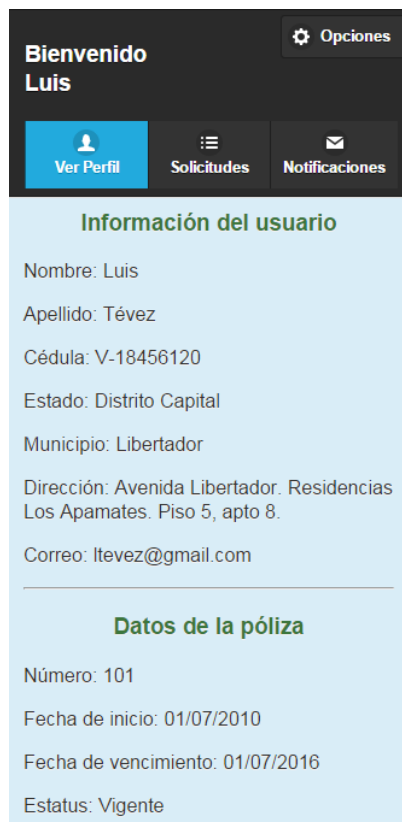 Bienvenido
Luis
Opciones
Ver Perfil
Solicitudes
Notificaciones
Información del usuario
Nombre: Luis
Apellido: Tévez
Cédula: V-18456120
Estado: Distrito Capital
Municipio: Libertador
Dirección: Avenida Libertador. Residencias
Los Apamates. Piso 5, apto 8.
Correo: ltevez@gmail.com
Datos de la póliza
Número: 101
Fecha de inicio: 01/07/2010
Fecha de vencimiento: 01/07/2016
Estatus: Vigente